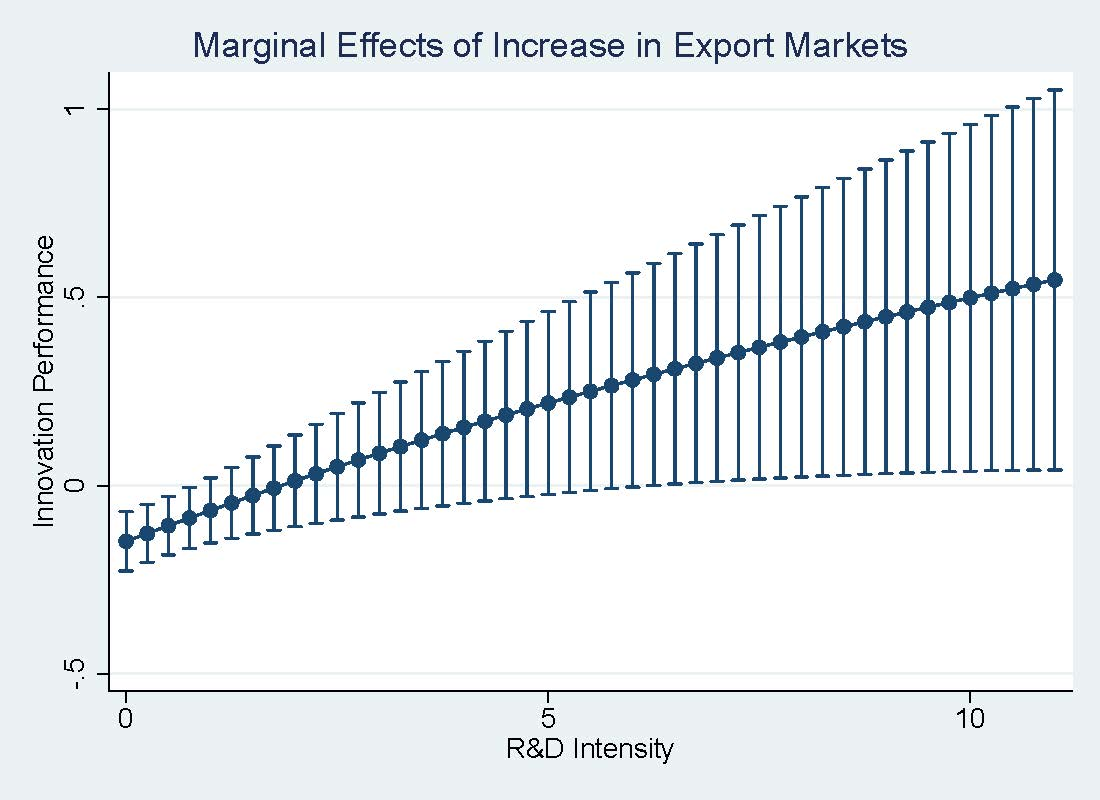 Marginal Effects of Increase in Export Markets
1
.5
0
-.5
Innovation Performance
0 5 10
R&D Intensity